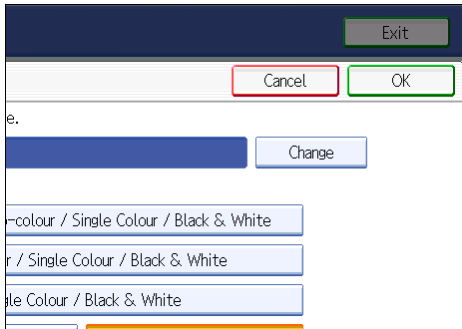 Exit
Cancel OK
e.
Change
-colour / Single Colour / Black & White
r / Single Colour / Black & White
gle Colour / Black & White